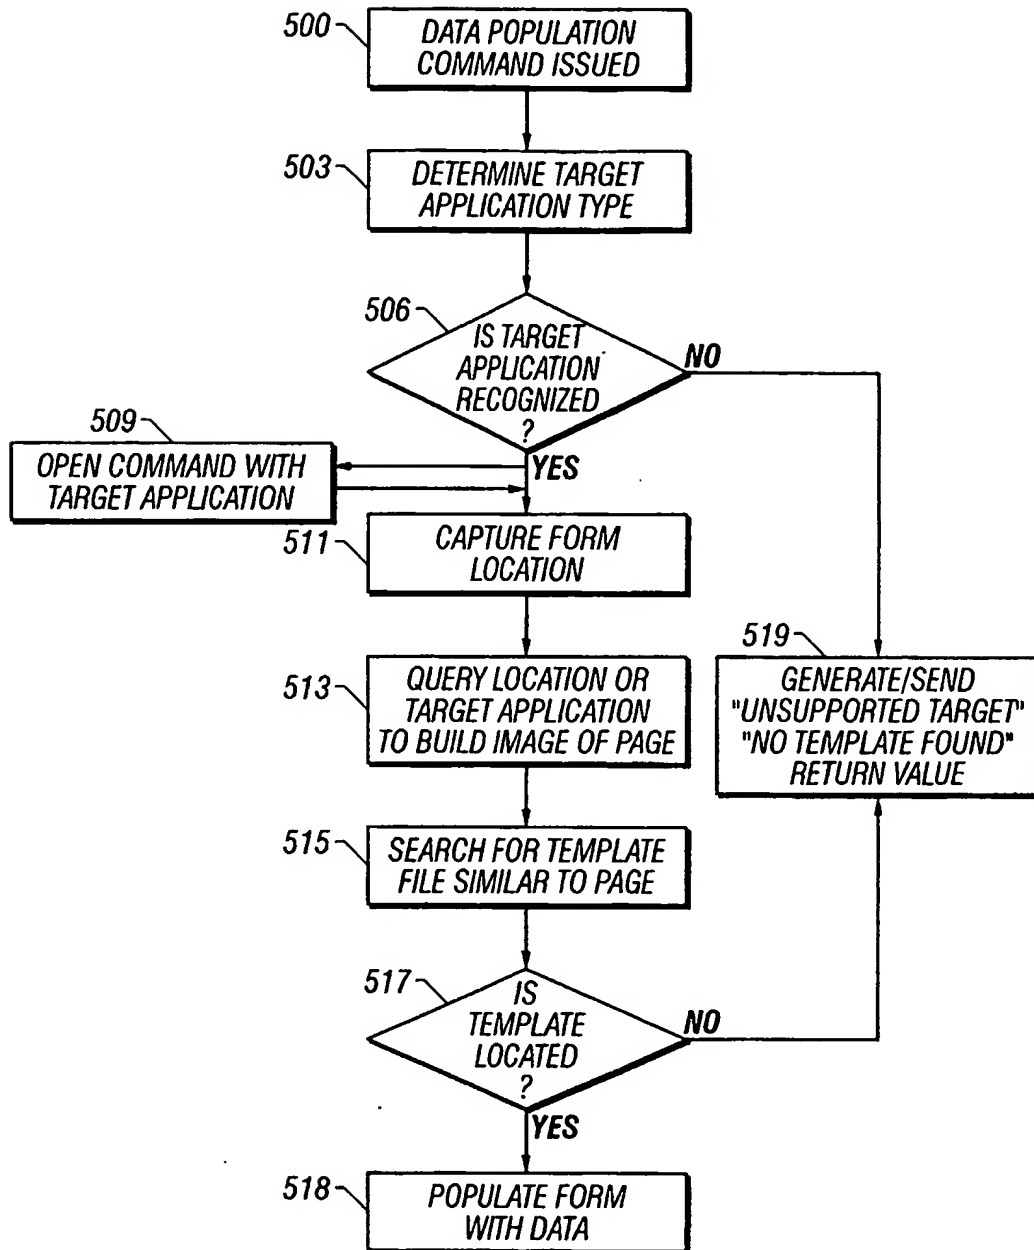 500
DATA POPULATION
COMMAND ISSUED
503
DETERMINE TARGET
APPLICATION TYPE
506
IS TARGET
APPLICATION
RECOGNIZED
?
NO
YES
509
OPEN COMMAND WITH
TARGET APPLICATION
511
CAPTURE FORM
LOCATION
513
QUERY LOCATION OR
TARGET APPLICATION
TO BUILD IMAGE OF PAGE
519
GENERATE/SEND
"UNSUPPORTED TARGET"
"NO TEMPLATE FOUND"
RETURN VALUE
515
SEARCH FOR TEMPLATE
FILE SIMILAR TO PAGE
517
IS
TEMPLATE
LOCATED
?
NO
YES
518
POPULATE FORM
WITH DATA